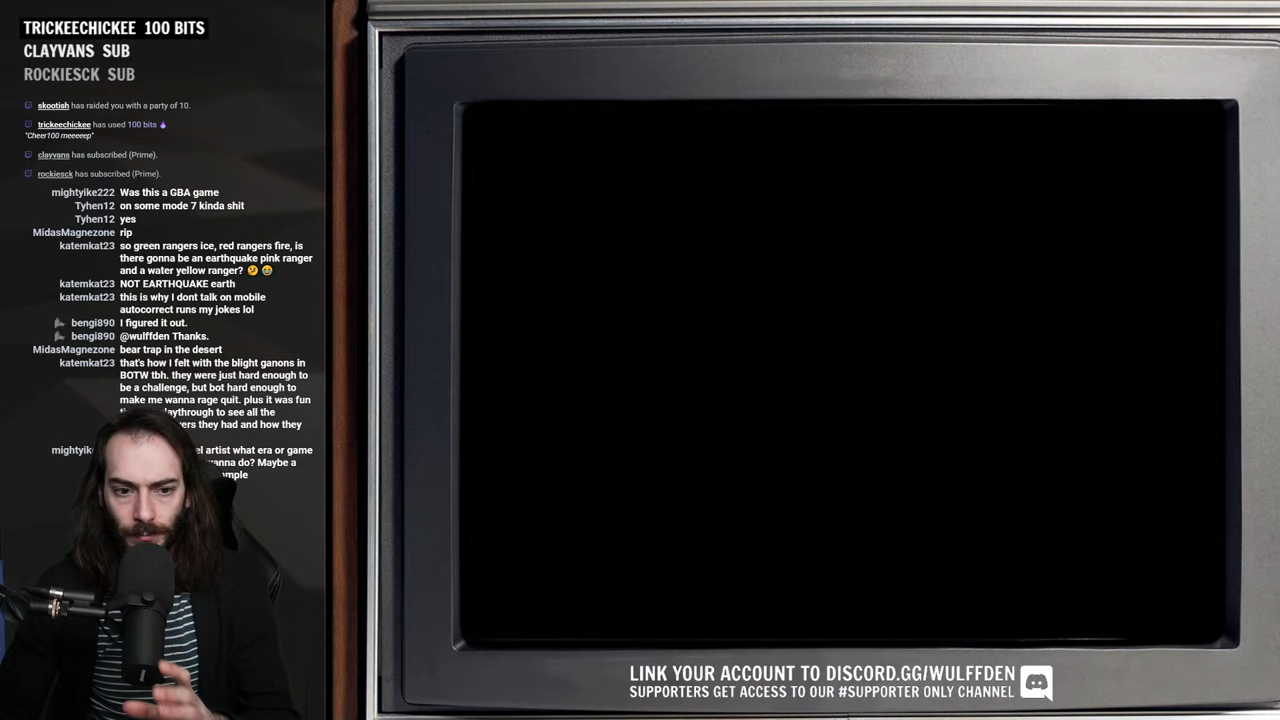 TRICKEECHICKEE 100 BITS
CLAYVANS SUB
ROCKIESCK SUB
skootish has raided you with a party of 10.
trickeechickee has used 100 bits
"Cheer100 meeeeep"
clayvans has subscribed (Prime).
rockiesck has subscribed (Prime).
mightyike222 Was this a GBA game
Tyhen12 on some mode 7 kinda shit
Tyhen12 yes
MidasMagnezone rip
katemkat23 so green rangers ice, red rangers fire, is
there gonna be an earthquake pink ranger
and a water yellow ranger? 🤔 😂
katemkat23 NOT EARTHQUAKE earth
katemkat23 this is why I dont talk on mobile
autocorrect runs my jokes lol
bengi890 I figured it out.
bengi890 @wulffden Thanks.
MidasMagnezone bear trap in the desert
katemkat23 that's how I felt with the blight ganons in
BOTW tbh. they were just hard enough to
be a challenge, but bot hard enough to
make me wanna rage quit. plus it was fun
to see all the
they had and how they
artist what era or game
wanna do? Maybe a
LINK YOUR ACCOUNT TO DISCORD.GG/WULFFDEN
SUPPORTERS GET ACCESS TO OUR #SUPPORTER ONLY CHANNEL